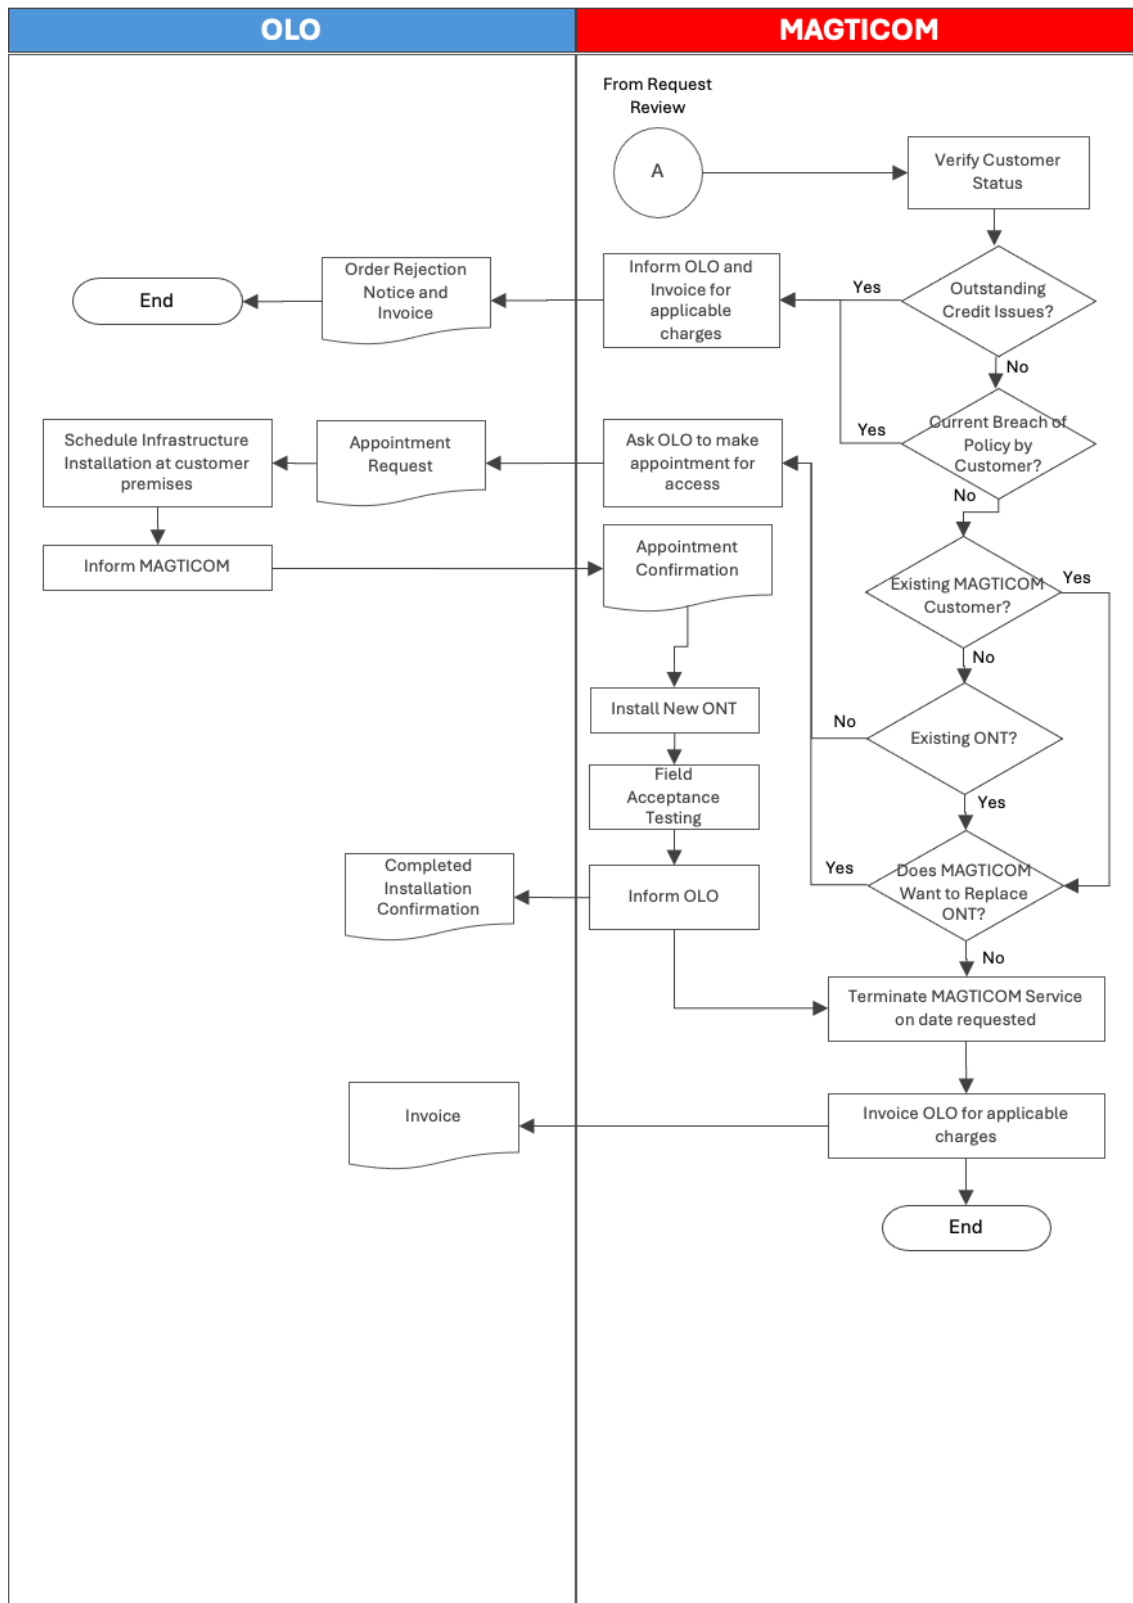 OLO
MAGTICOM
From Request
Review
A
Verify Customer
Status
Outstanding
Credit Issues?
Yes
Inform OLO and
Invoice for
applicable
charges
Order Rejection
Notice and
Invoice
End
No
Current Breach of
Policy by
Customer?
Yes
Ask OLO to make
appointment for
access
Appointment
Request
Schedule Infrastructure
Installation at customer
premises
Inform MAGTICOM
Appointment
Confirmation
No
Existing MAGTICOM
Customer?
Yes
No
Existing ONT?
No
Install New ONT
Field
Acceptance
Testing
Yes
Does MAGTICOM
Want to Replace
ONT?
Yes
Inform OLO
Completed
Installation
Confirmation
No
Terminate MAGTICOM Service
on date requested
Invoice OLO for applicable
charges
Invoice
End